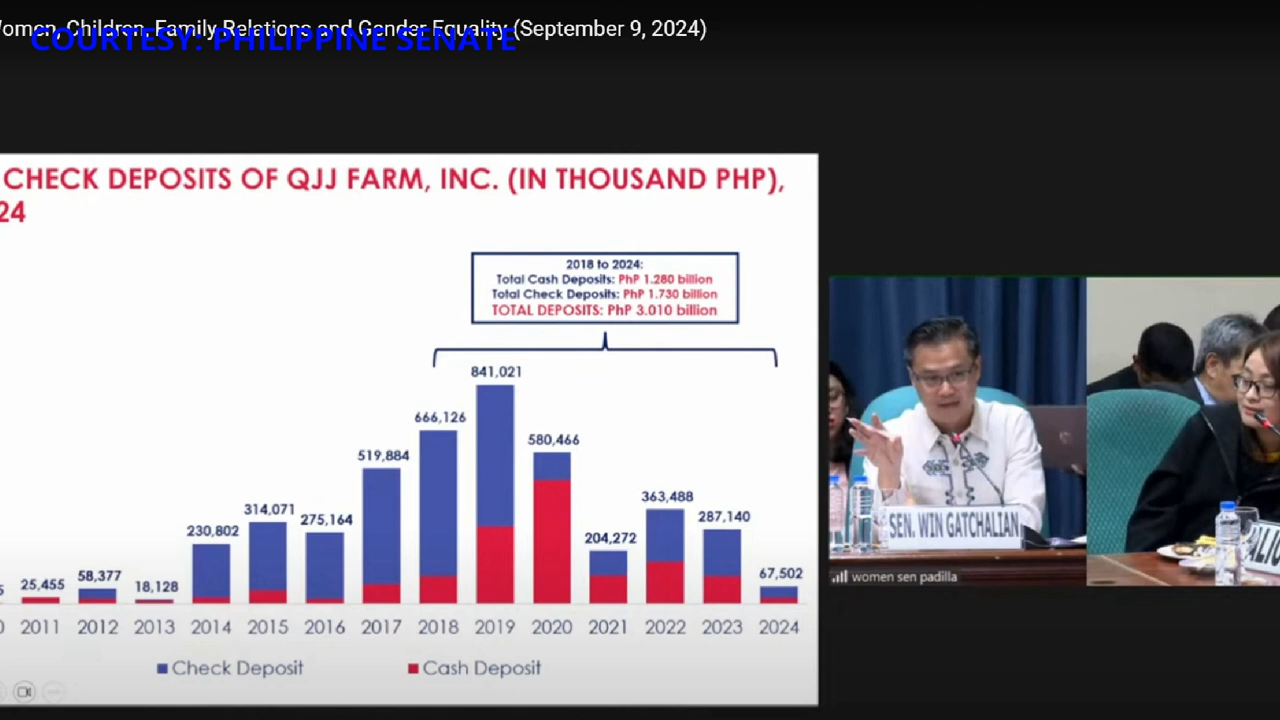 Women, Children, Family Relations and Gender Equality (September 9, 2024)
COURTESY: PHILIPPINE SENATE
CHECK DEPOSITS OF QJJ FARM, INC. (IN THOUSAND PHP),
24
2018 to 2024:
Total Cash Deposits: PhP 1.280 billion
Total Check Deposits: PhP 1.730 billion
TOTAL DEPOSITS: PhP 3.010 billion
841,021
666,126
580,466
519,884
363,488
314,071
287,140
275,164
230,802
204,272
67,502
58,377
25,455
18,128
2011 2012 2013 2014 2015 2016 2017 2018 2019 2020 2021 2022 2023 2024
Check Deposit Cash Deposit
SEN. WIN GATCHALIAN
women sen padilla